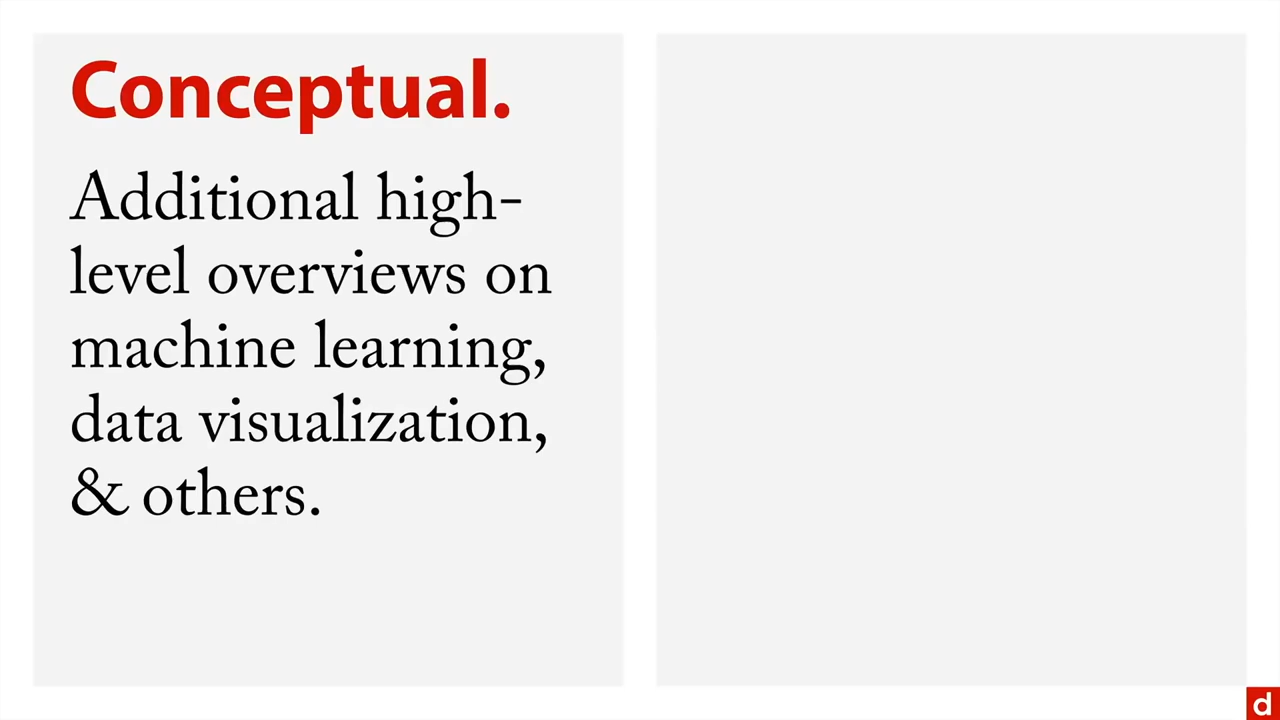 Conceptual.
Additional high-
level overviews on
machine learning,
data visualization,
& others.
d